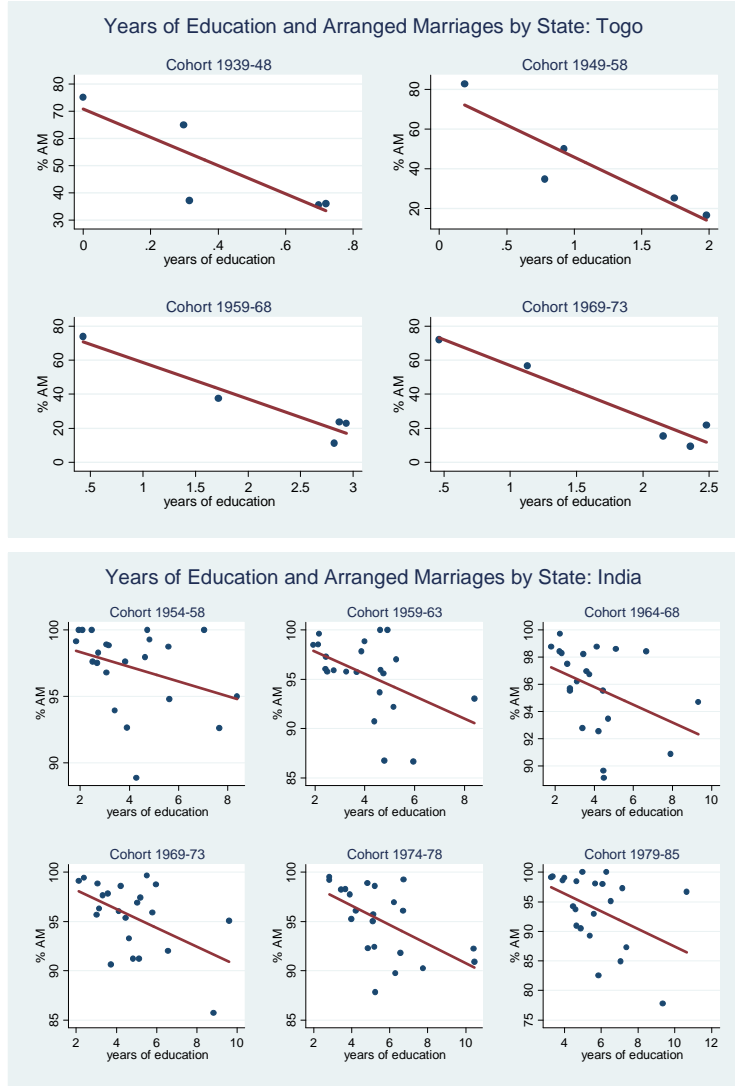 Years of Education and Arranged Marriages by State: Togo
Cohort 1939-48
% AM
80
70
60
50
40
30
0 .2 .4 .6 .8
years of education
Cohort 1949-58
% AM
80
60
40
20
0 .5 1 1.5 2
years of education
Cohort 1959-68
% AM
80
60
40
20
0
.5 1 1.5 2 2.5 3
years of education
Cohort 1969-73
% AM
80
60
40
20
0
.5 1 1.5 2 2.5
years of education
Years of Education and Arranged Marriages by State: India
Cohort 1954-58
% AM
100
95
90
2 4 6 8
years of education
Cohort 1959-63
% AM
100
95
90
85
2 4 6 8
years of education
Cohort 1964-68
% AM
100
98
96
94
92
90
2 4 6 8 10
years of education
Cohort 1969-73
% AM
100
95
90
85
2 4 6 8 10
years of education
Cohort 1974-78
% AM
100
95
90
85
2 4 6 8 10
years of education
Cohort 1979-85
% AM
100
95
90
85
80
75
4 6 8 10 12
years of education